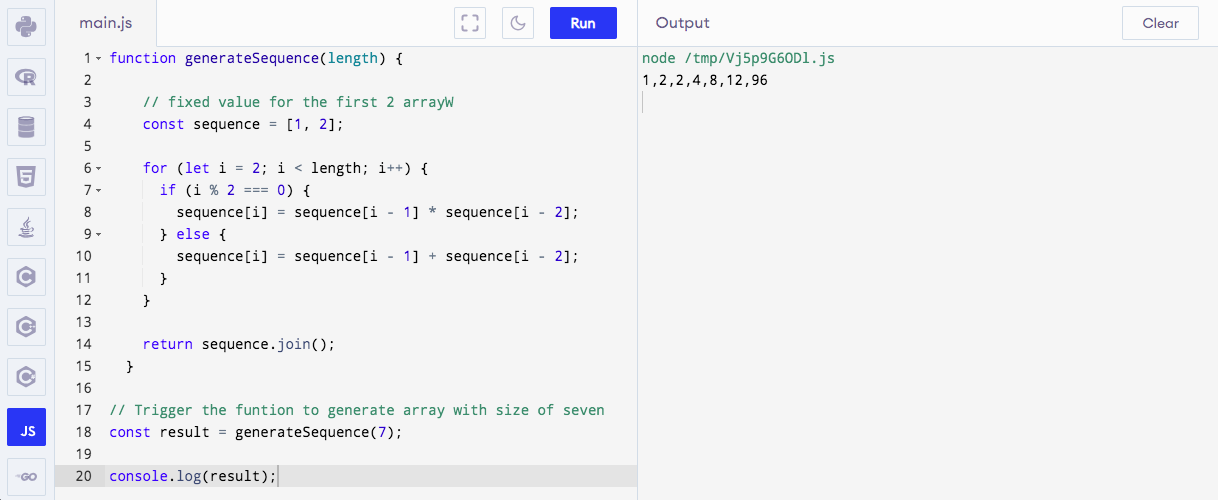 main.js
Run
Output
Clear
1 function generateSequence(length) {
2
3 // fixed value for the first 2 arrayW
4 const sequence = [1, 2];
5
6 for (let i = 2; i < length; i++) {
7 if (i % 2 === 0) {
8 sequence[i] = sequence[i - 1] * sequence[i - 2];
9 } else {
10 sequence[i] = sequence[i - 1] + sequence[i - 2];
11 }
12 }
13
14 return sequence.join();
15 }
16
17 // Trigger the funtion to generate array with size of seven
18 const result = generateSequence(7);
19
20 console.log(result);
node /tmp/Vj5p9G6ODl.js
1,2,2,4,8,12,96
R
5
C
C
C
JS
GO